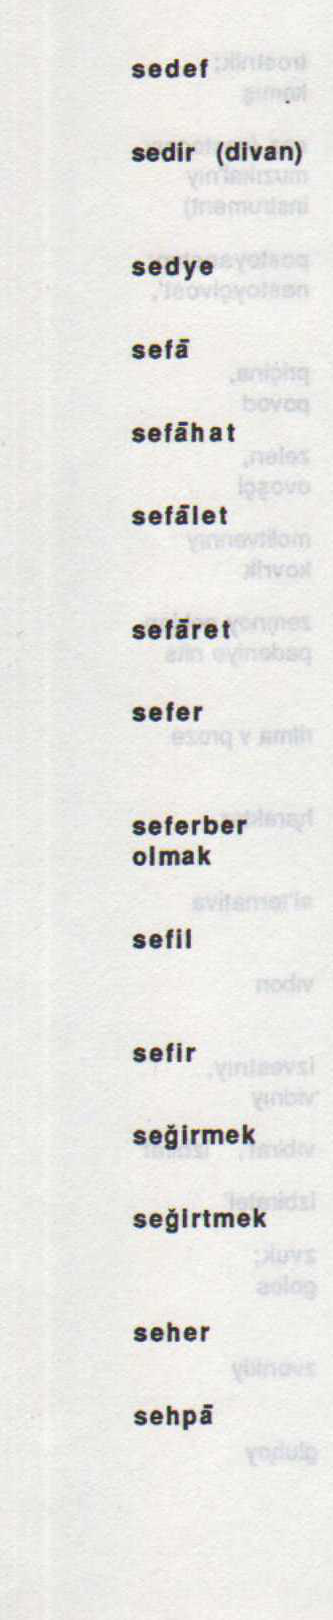 sedef
sedir (divan)
sedye
sefā
sefāhat
sefālet
sefāret
sefer
seferber
olmak
sefil
sefir
seğirmek
seğirtmek
seher
sehpā